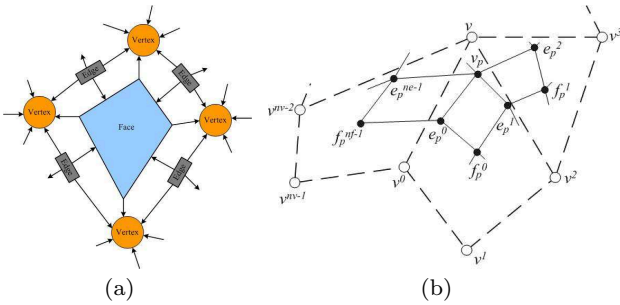 Vertex
Edge
Edge
Vertex
Face
Vertex
Edge
Edge
Vertex
(a)
v
v^3
e_p^2
v_p
e_p^{ne-1}
f_p^1
v^{nv-2}
e_p^1
f_p^{nf-1}
e_p^0
f_p^0
v^0
v^2
v^{nv-1}
v^1
(b)